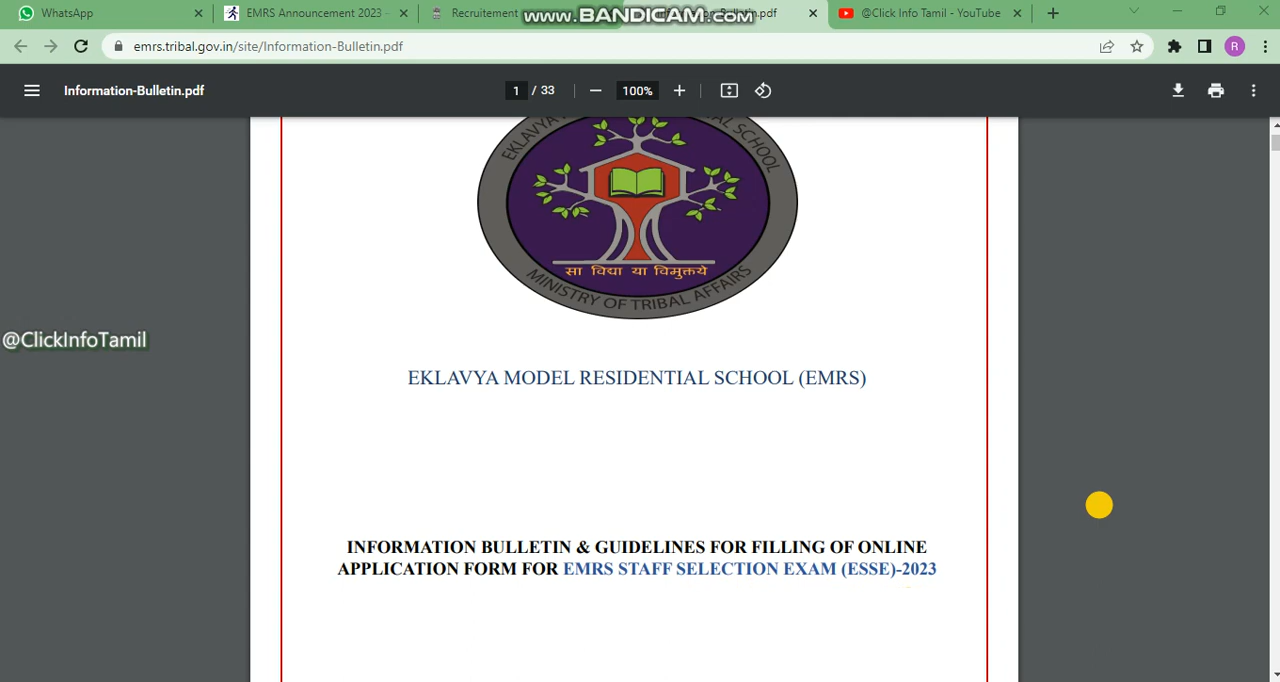 WhatsApp
EMRS Announcement 2023 -
Recruitement
www.BANDICAM.com
.pdf
@Click Info Tamil - YouTube
emrs.tribal.gov.in/site/Information-Bulletin.pdf
R
Information-Bulletin.pdf
1 / 33
100%
EKLAVYA
SCHOOL
सा विद्या या विमुक्तये
MINISTRY OF TRIBAL AFFAIRS
@ClickInfoTamil
EKLAVYA MODEL RESIDENTIAL SCHOOL (EMRS)
INFORMATION BULLETIN & GUIDELINES FOR FILLING OF ONLINE
APPLICATION FORM FOR EMRS STAFF SELECTION EXAM (ESSE)-2023